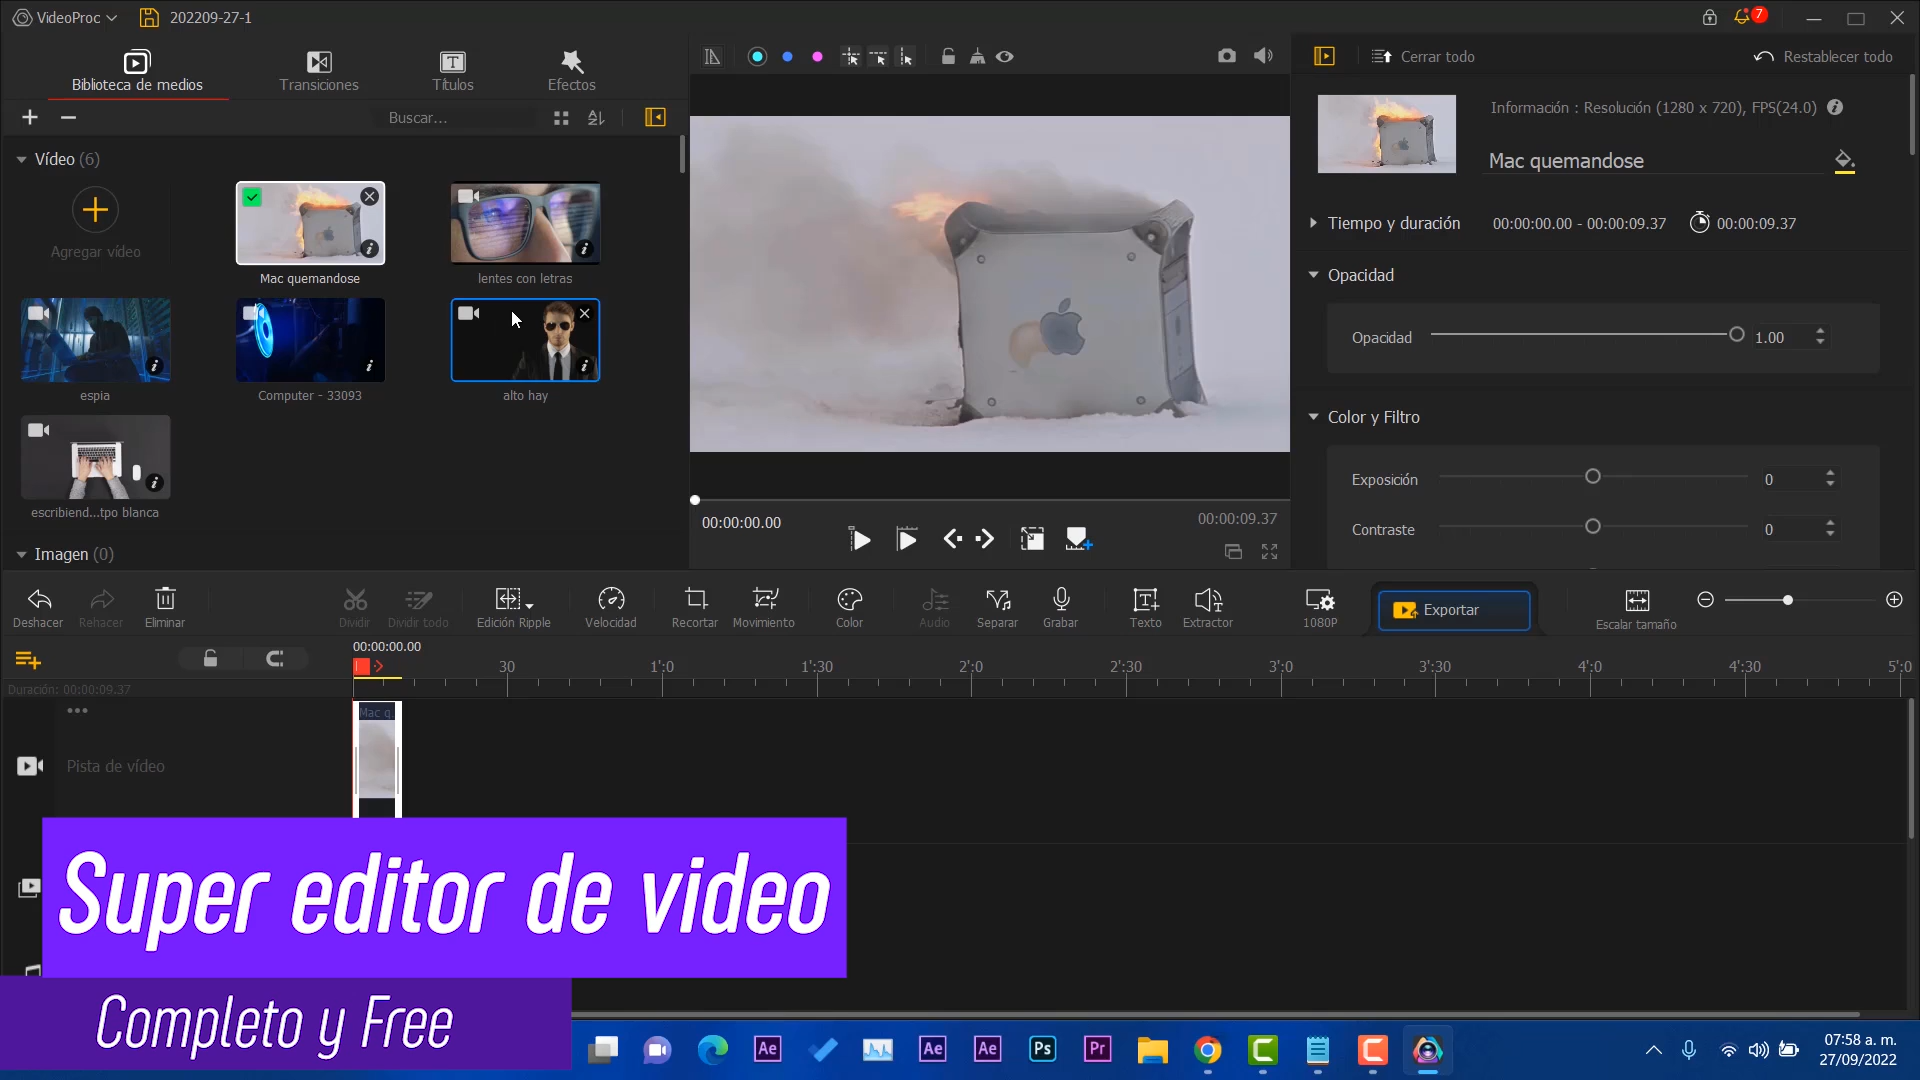 VideoProc
202209-27-1
7
Biblioteca de medios
Transiciones
Títulos
Efectos
Buscar...
Cerrar todo
Restablecer todo
Información : Resolución (1280 x 720), FPS(24.0)
Mac quemandose
Tiempo y duración
00:00:00.00 - 00:00:09.37
00:00:09.37
Opacidad
Opacidad
1.00
Color y Filtro
Exposición
0
Contraste
0
Vídeo (6)
Agregar vídeo
Mac quemandose
lentes con letras
espia
Computer - 33093
alto hay
escribiend...tpo blanca
Imagen (0)
00:00:00.00
00:00:09.37
Deshacer
Rehacer
Eliminar
Dividir
Dividir todo
Edición Ripple
Velocidad
Recortar
Movimiento
Color
Audio
Separar
Grabar
Texto
Extractor
1080P
Exportar
Escalar tamaño
00:00:00.00
30
1':0
1':30
2':0
2':30
3':0
3':30
4':0
4':30
5':0
Duración: 00:00:09.37
Mac q
Pista de vídeo
Super editor de video
Completo y Free
Ae
Ae
Ae
Ps
Pr
07:58 a. m.
27/09/2022